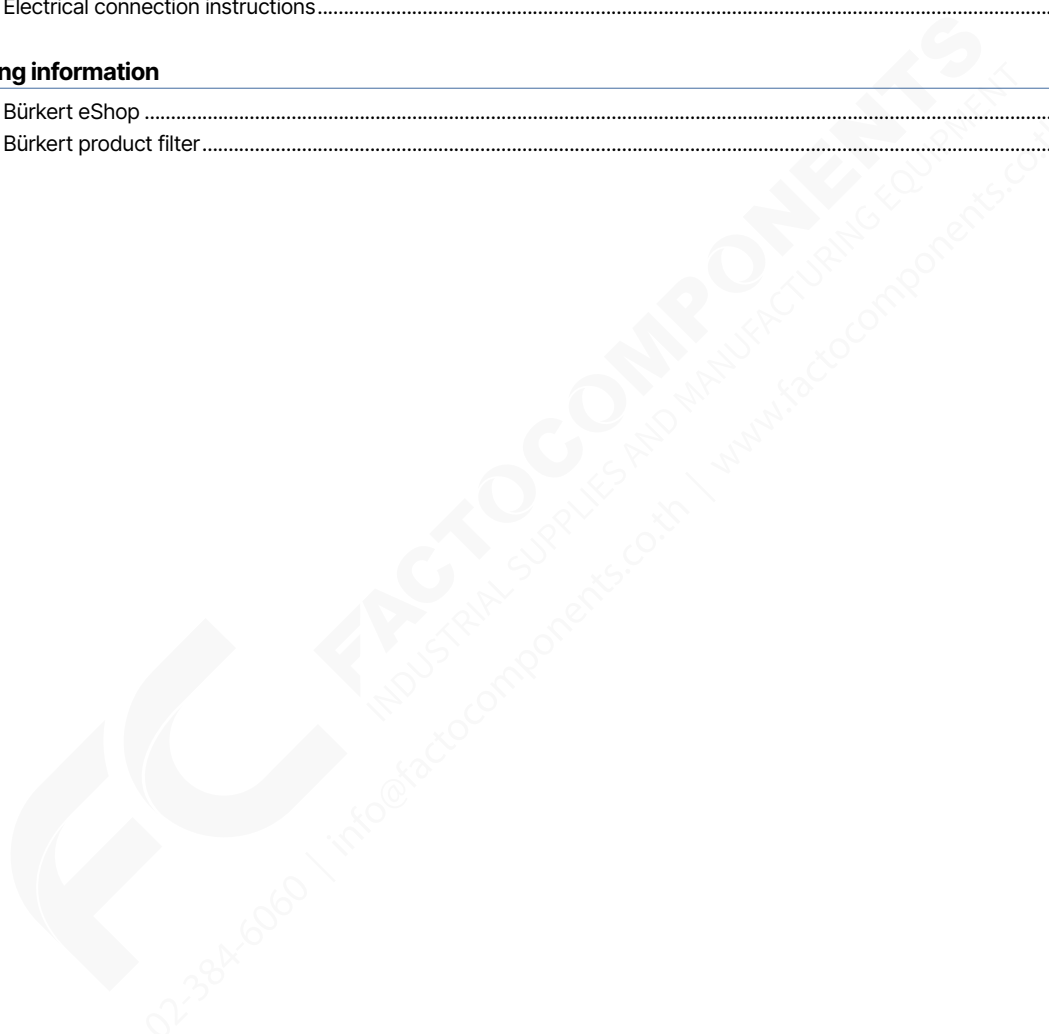 Electrical connection instructions................................................................................................................................................
ng information
Bürkert eShop ................................................................................................................................................................................
Bürkert product filter....................................................................................................................................................................
FC FACTOCOMPONENTS
INDUSTRIAL SUPPLIES AND MANUFACTURING EQUIPMENT
02-384-6060 | info@factocomponents.co.th | www.factocomponents.co.th